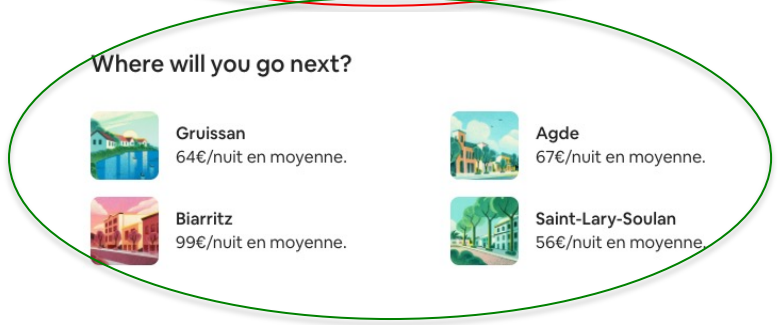 Where will you go next?
Gruissan
64€/nuit en moyenne.
Agde
67€/nuit en moyenne.
Biarritz
99€/nuit en moyenne.
Saint-Lary-Soulan
56€/nuit en moyenne.